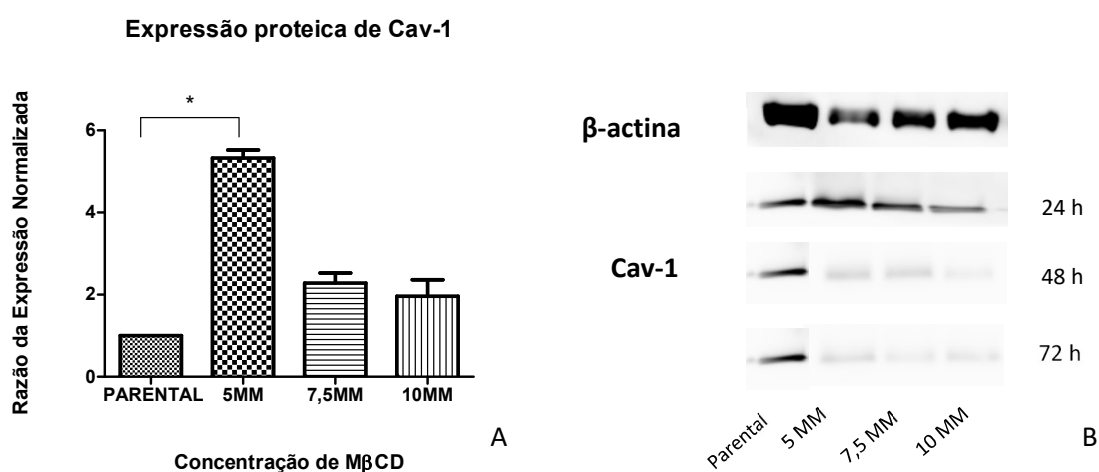 Expressão proteica de Cav-1
Razão da Expressão Normalizada
*
6
4
2
0
PARENTAL 5MM 7,5MM 10MM
Concentração de MβCD
A
β-actina
24 h
Cav-1
48 h
72 h
Parental 5 MM 7,5 MM 10 MM
B